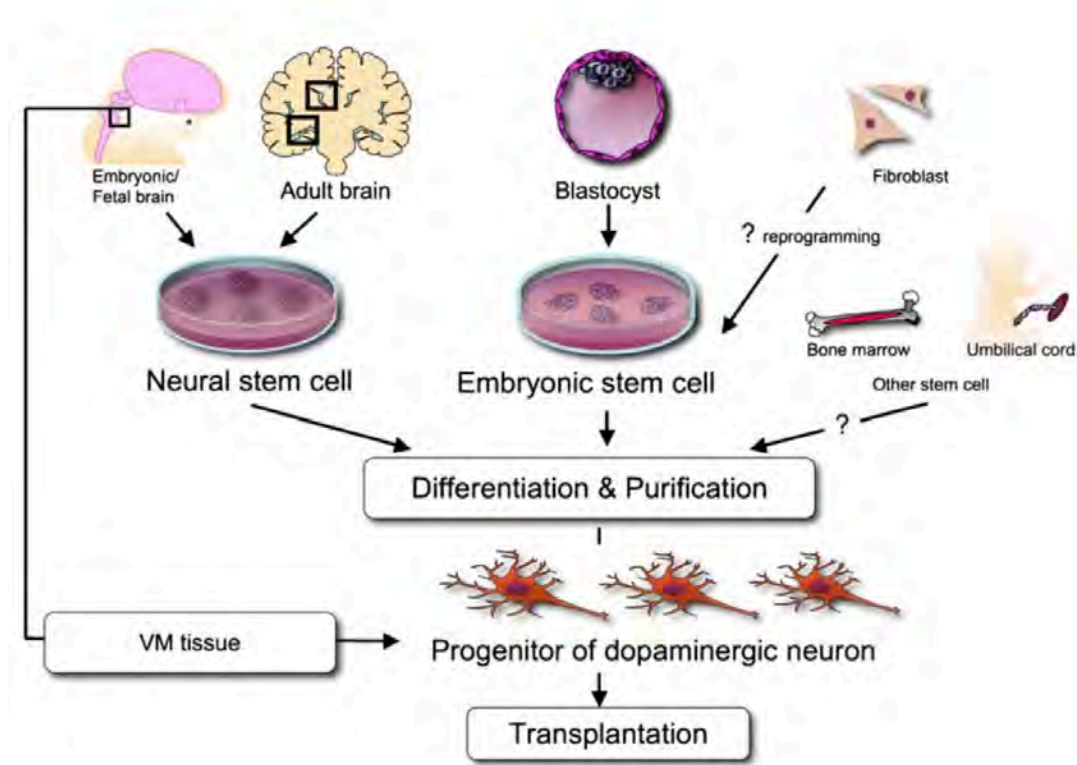 Embryonic/
Fetal brain
Adult brain
Blastocyst
Fibroblast
? reprogramming
Bone marrow
Umbilical cord
Other stem cell
Neural stem cell
Embryonic stem cell
?
Differentiation & Purification
VM tissue
Progenitor of dopaminergic neuron
Transplantation